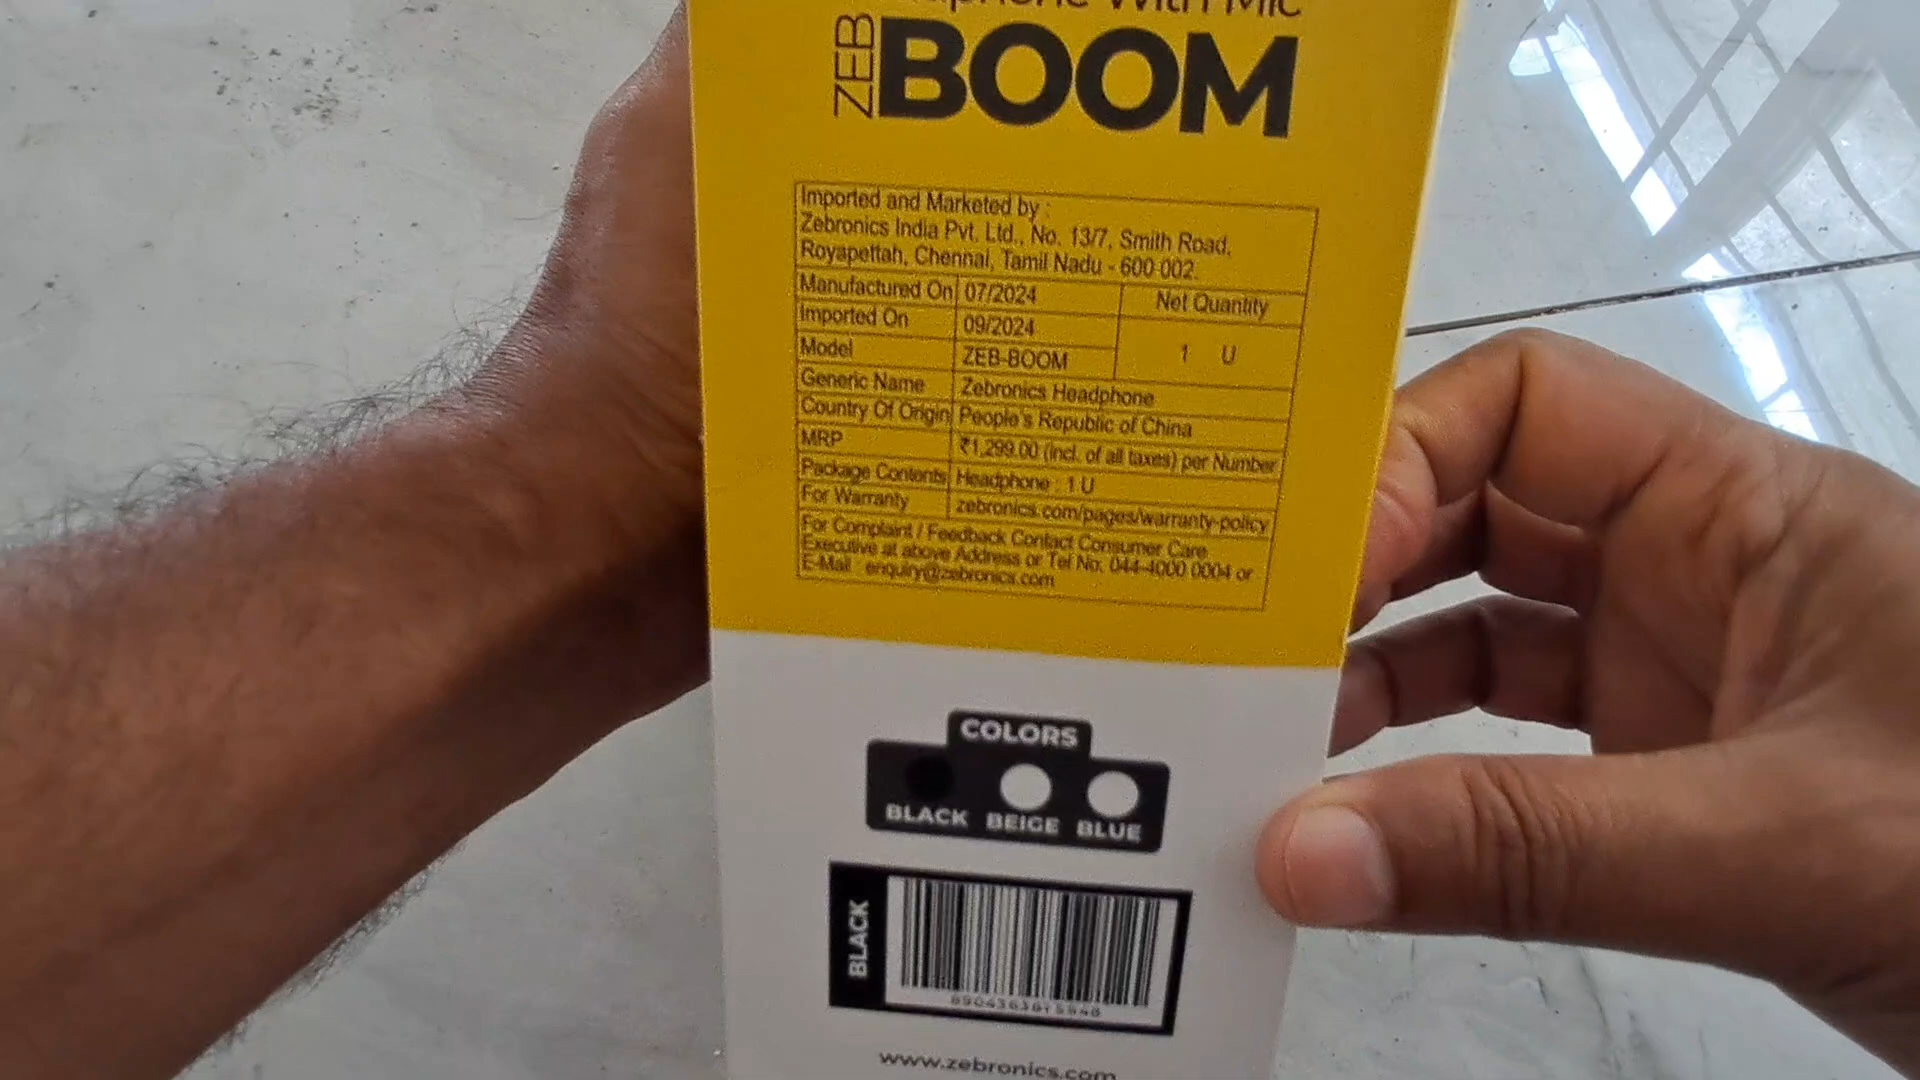 With Mic
ZEB BOOM
Imported and Marketed by :
Zebronics India Pvt. Ltd., No. 13/7, Smith Road,
Royapettah, Chennai, Tamil Nadu - 600 002.
Manufactured On 07/2024 Net Quantity
Imported On 09/2024 1 U
Model ZEB-BOOM
Generic Name Zebronics Headphone
Country Of Origin People's Republic of China
MRP ₹1,299.00 (incl. of all taxes) per Number
Package Contents Headphone : 1 U
For Warranty zebronics.com/pages/warranty-policy
For Complaint / Feedback Contact Consumer Care
Executive at above Address or Tel No: 044-4000 0004 or
E-Mail : enquiry@zebronics.com
COLORS
BLACK BEIGE BLUE
BLACK
www.zebronics.com